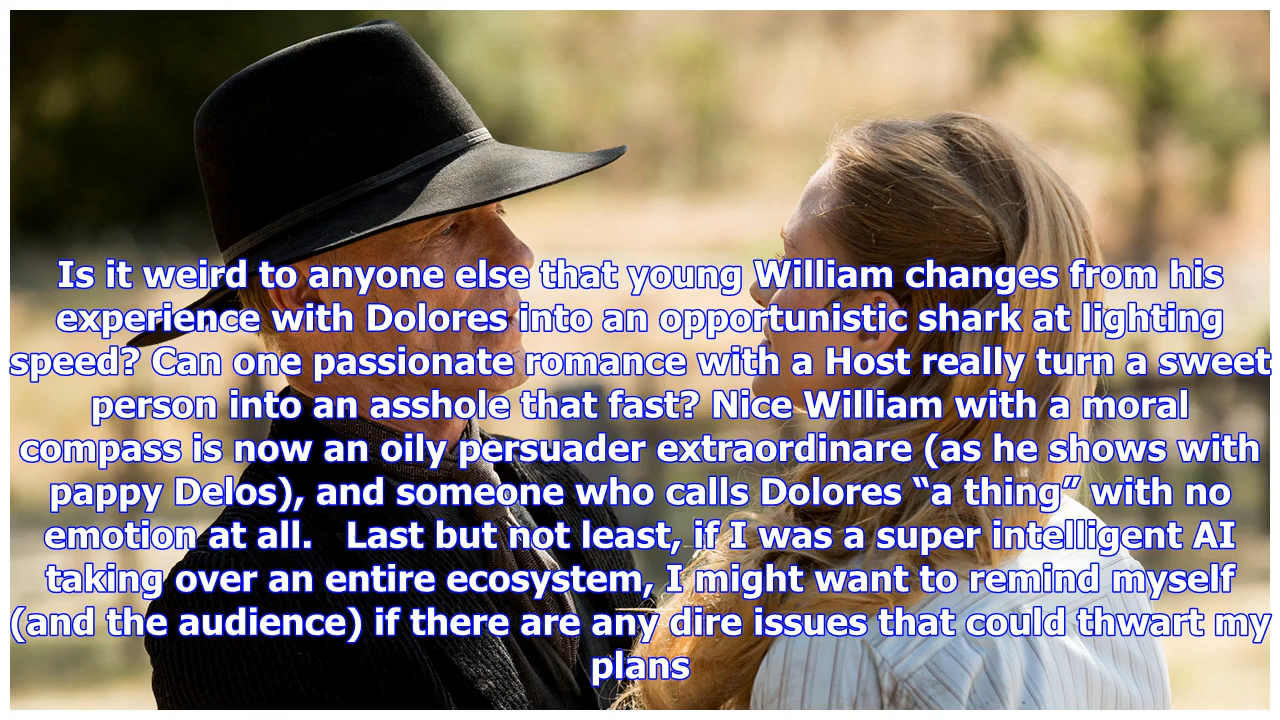 Is it weird to anyone else that young William changes from his
experience with Dolores into an opportunistic shark at lighting
speed? Can one passionate romance with a Host really turn a sweet
person into an asshole that fast? Nice William with a moral
compass is now an oily persuader extraordinare (as he shows with
pappy Delos), and someone who calls Dolores “a thing” with no
emotion at all.   Last but not least, if I was a super intelligent AI
taking over an entire ecosystem, I might want to remind myself
(and the audience) if there are any dire issues that could thwart my
plans